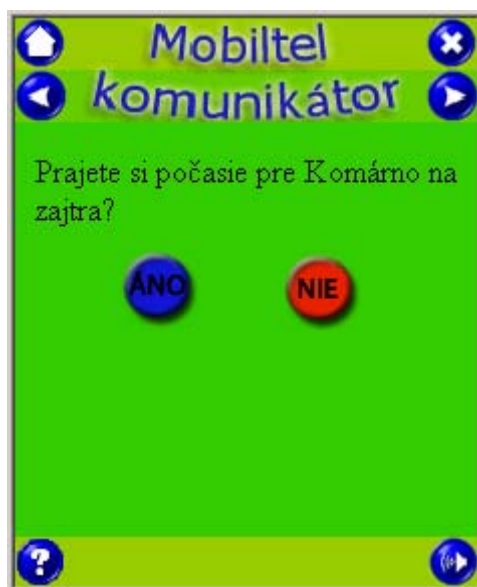 Mobiltel
komunikátor
Prajete si počasie pre Komárno na
zajtra?
ÁNO NIE
?